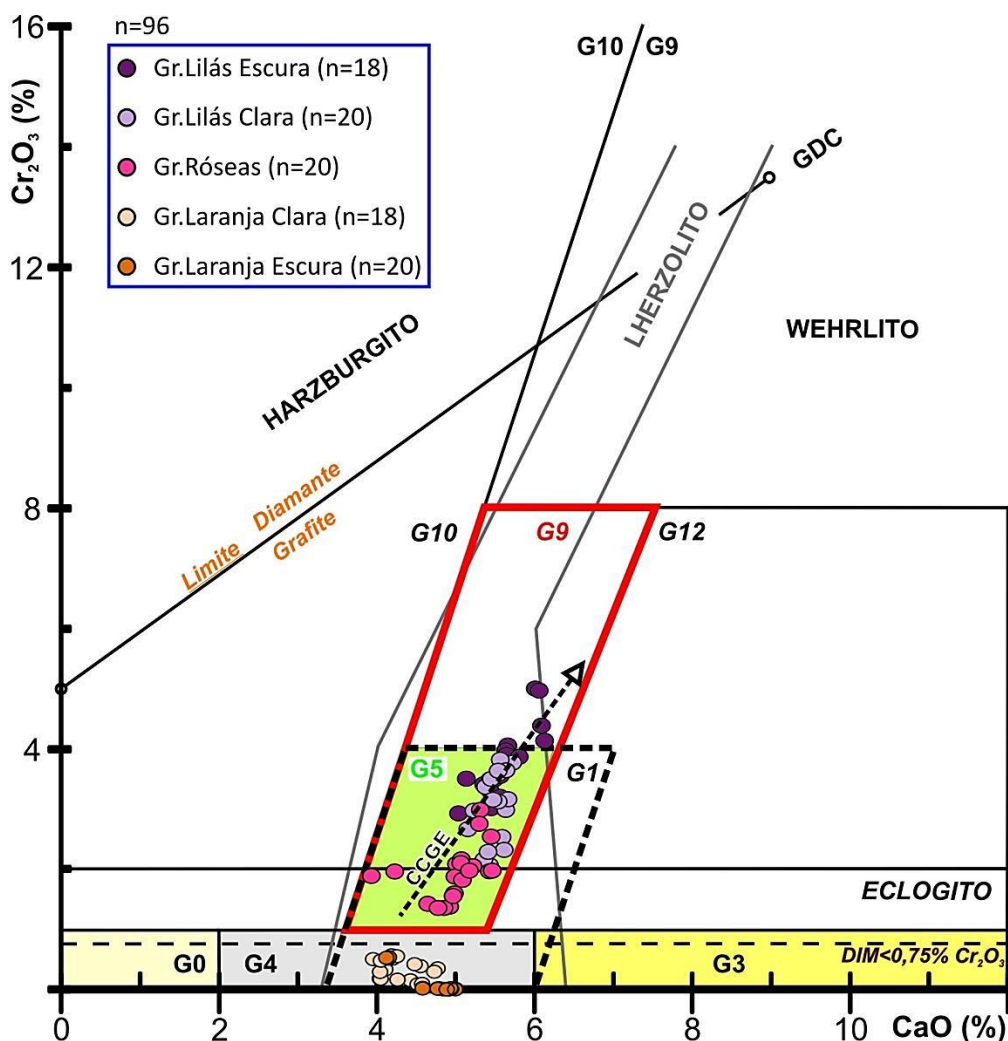 16
n=96
Gr.Lilás Escura (n=18)
Gr.Lilás Clara (n=20)
Gr.Róseas (n=20)
Gr.Laranja Clara (n=18)
Gr.Laranja Escura (n=20)
G10
G9
GDC
Cr₂O₃ (%)
LHERZOLITO
12
HARZBURGITO
WEHRLITO
Limite Diamante
Grafite
8
G10
G9
G12
4
G5
G1
CCGE
ECLOGITO
G0
G4
G3
DIM<0,75% Cr₂O₃
0
2
4
6
8
10
CaO (%)